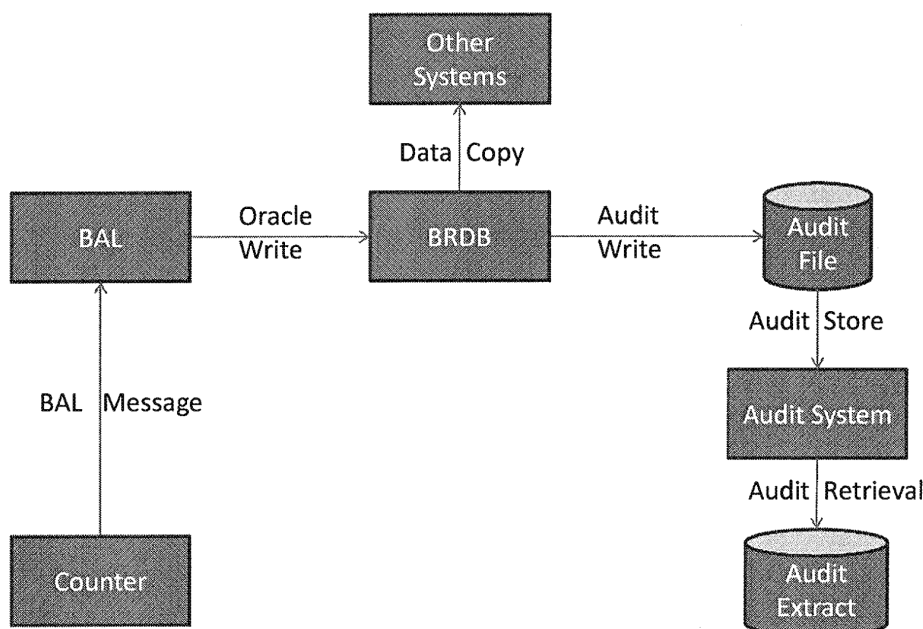 Other
Systems
Data Copy
BAL
Oracle
Write
BRDB
Audit
Write
Audit
File
Audit Store
BAL Message
Audit System
Audit Retrieval
Counter
Audit
Extract